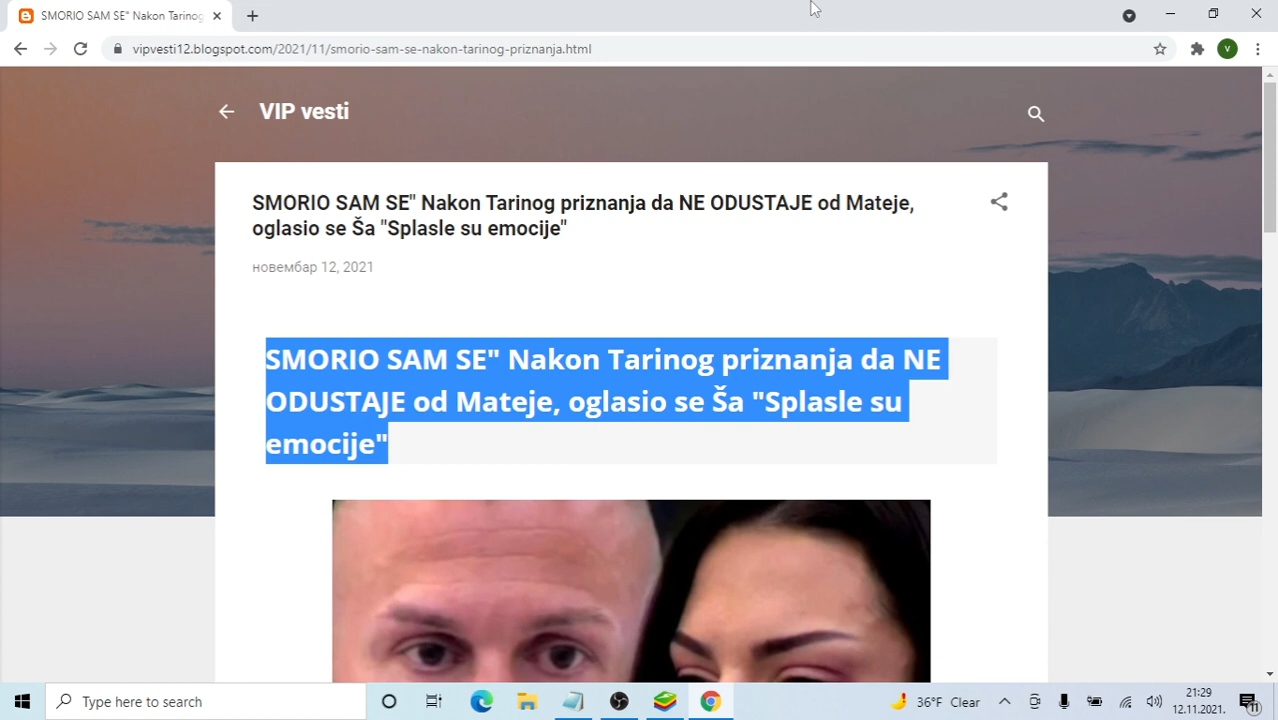 SMORIO SAM SE" Nakon Tarinog
vipvesti12.blogspot.com/2021/11/smorio-sam-se-nakon-tarinog-priznanja.html
V
VIP vesti
SMORIO SAM SE" Nakon Tarinog priznanja da NE ODUSTAJE od Mateje,
oglasio se Ša "Splasle su emocije"
новембар 12, 2021
SMORIO SAM SE" Nakon Tarinog priznanja da NE
ODUSTAJE od Mateje, oglasio se Ša "Splasle su
emocije"
Type here to search
36°F Clear
21:29
12.11.2021.
11